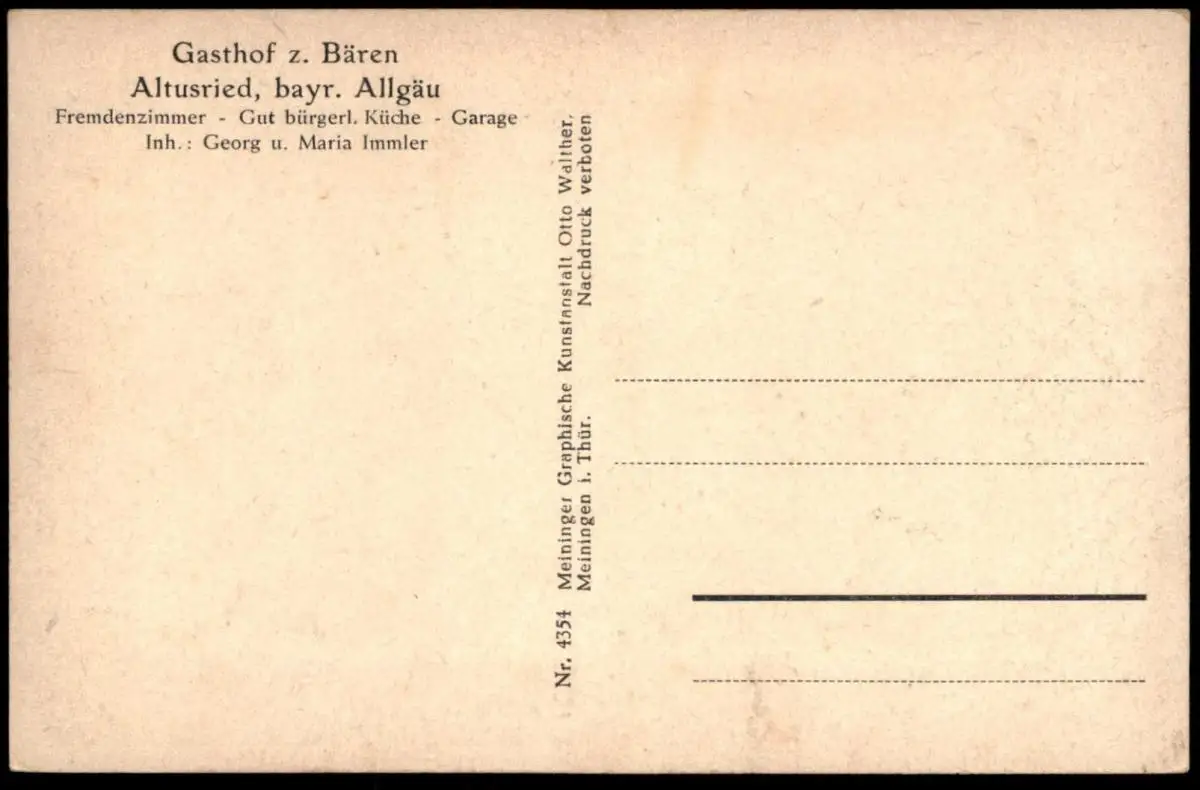 Gasthof z. Bären
Altusried, bayr. Allgäu
Fremdenzimmer - Gut bürgerl. Küche - Garage
Inh.: Georg u. Maria Immler
Nr. 4354 Meininger Graphische Kunstanstalt Otto Walther,
Meiningen i. Thür. Nachdruck verboten